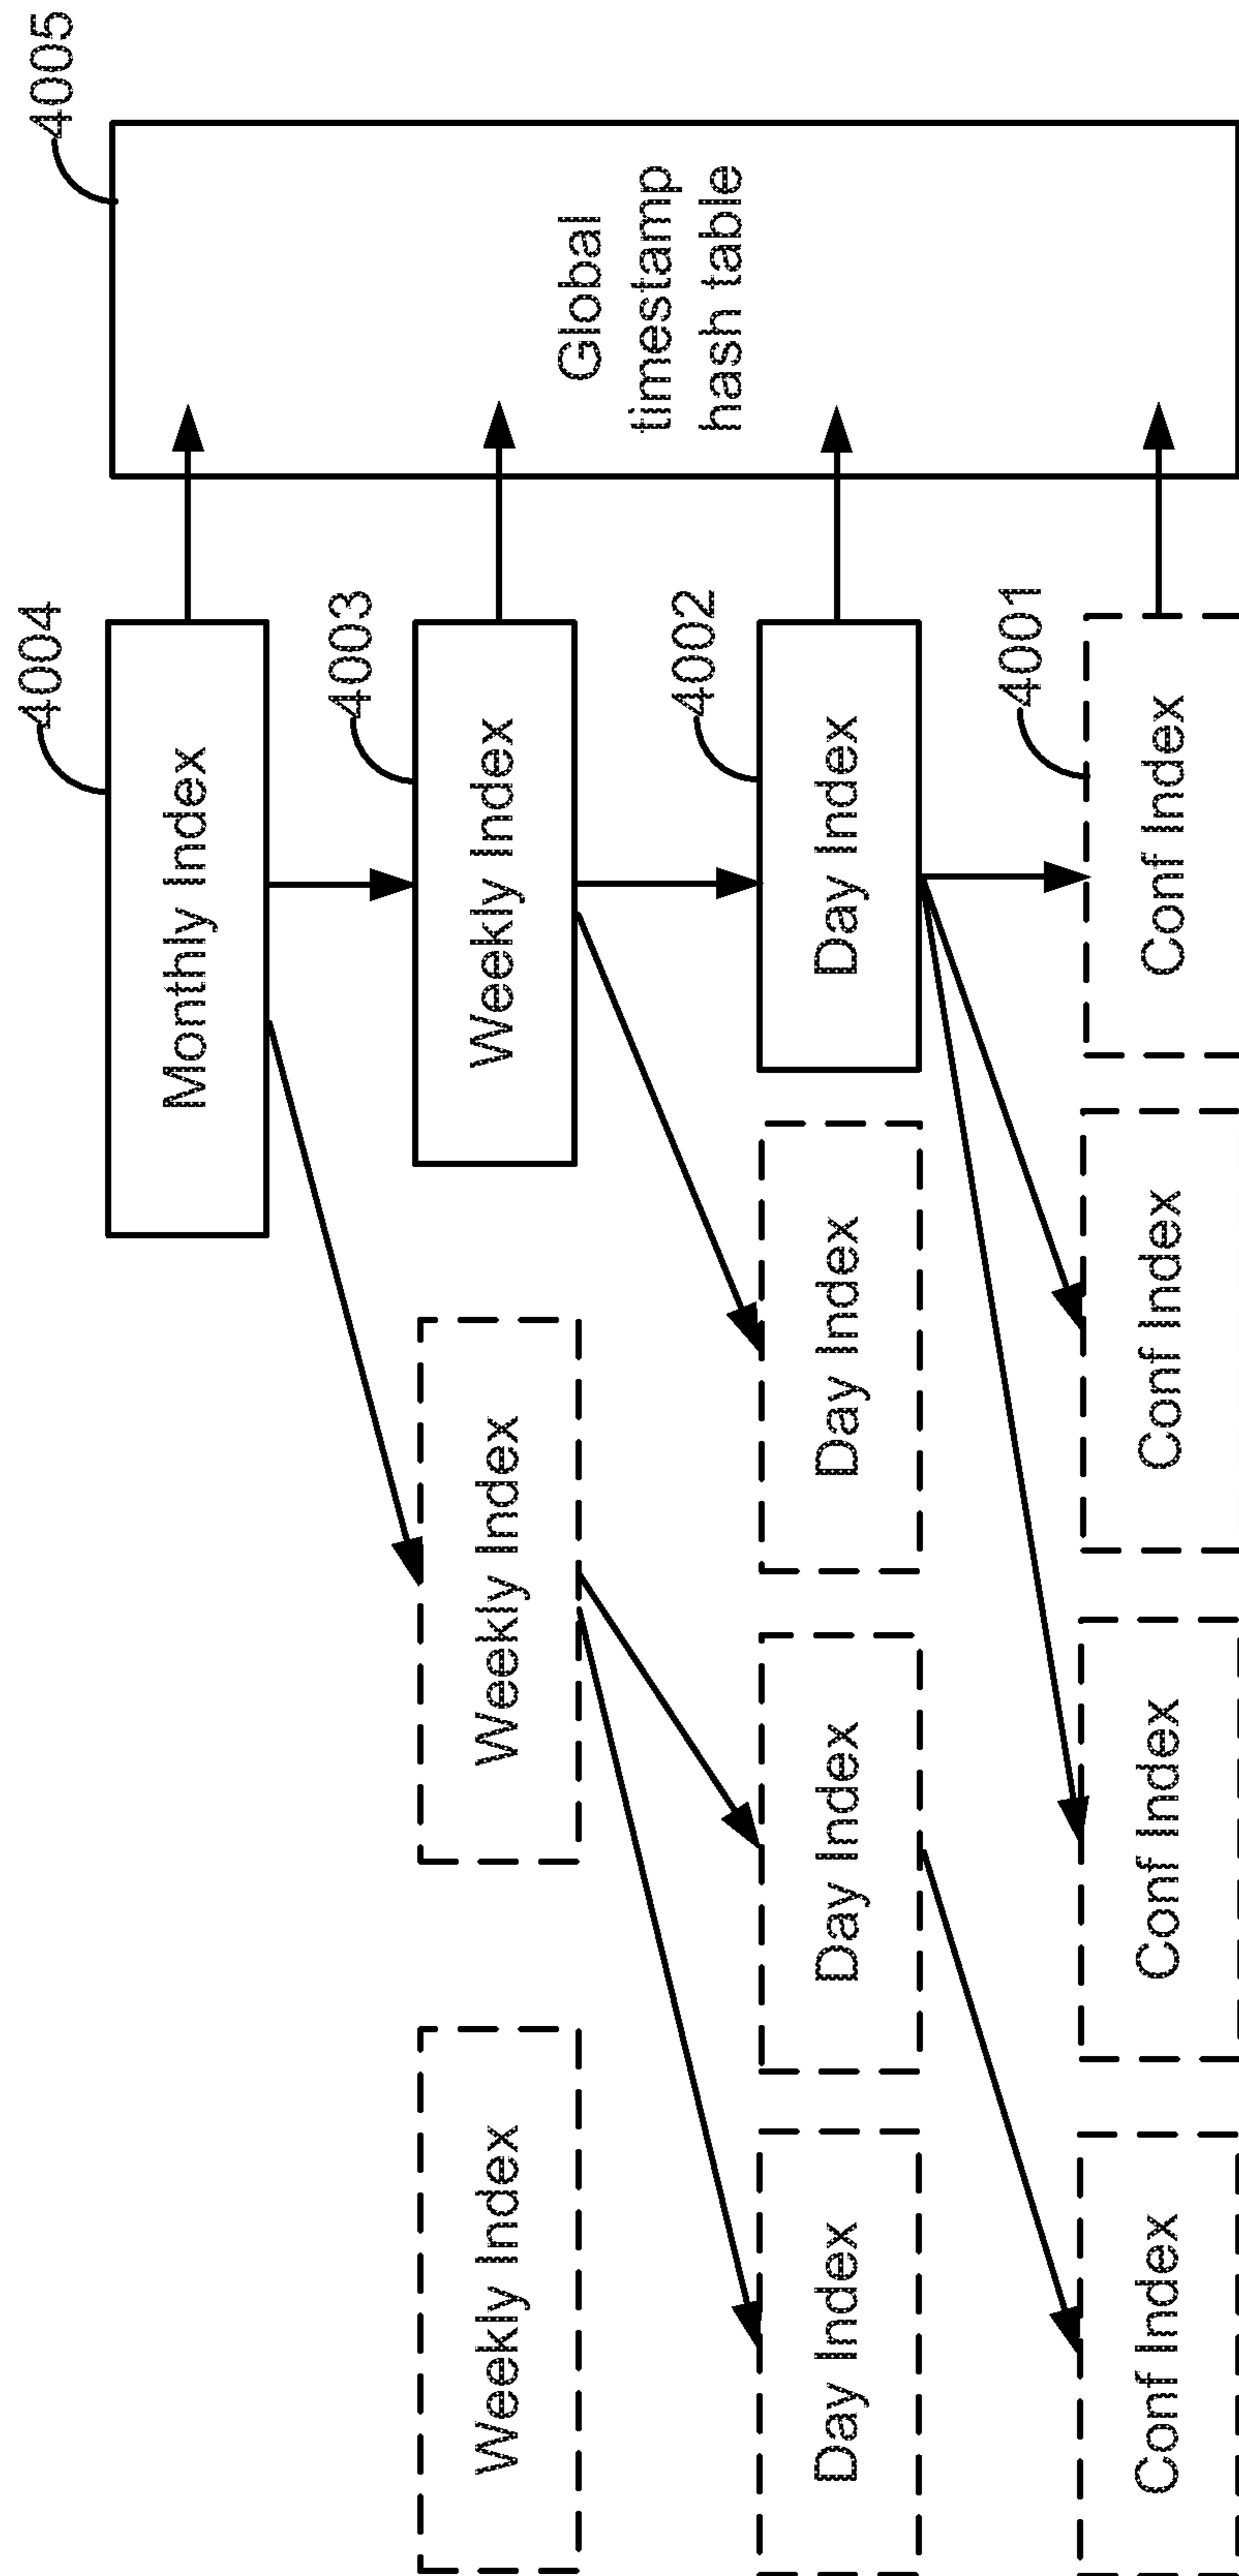 4004
4005
Monthly Index
4003
Weekly Index
Weekly Index
Weekly Index
Global
timestamp
hash table
4002
Day Index
Day Index
Day Index
Day Index
4001
Conf Index
Conf Index
Conf Index
Conf Index